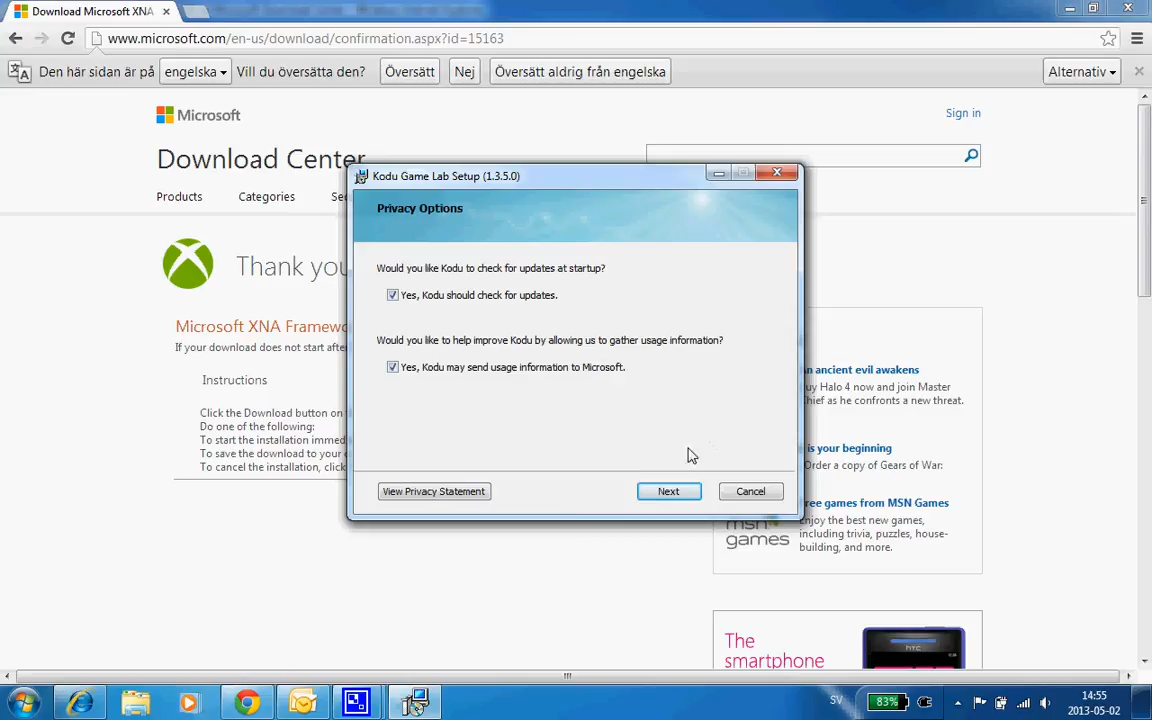 Download Microsoft XNA
www.microsoft.com/en-us/download/confirmation.aspx?id=15163
Den här sidan är på engelska Vill du översätta den? Översätt Nej Översätt aldrig från engelska Alternativ
Microsoft
Sign in
Download Center
Products Categories
Thank you
Microsoft XNA Framewo
If your download does not start after
Instructions
Click the Download button on
Do one of the following:
To start the installation immed
To save the download to your
To cancel the installation, click
Kodu Game Lab Setup (1.3.5.0)
Privacy Options
Would you like Kodu to check for updates at startup?
Yes, Kodu should check for updates.
Would you like to help improve Kodu by allowing us to gather usage information?
Yes, Kodu may send usage information to Microsoft.
View Privacy Statement Next Cancel
An ancient evil awakens
Buy Halo 4 now and join Master
Chief as he confronts a new threat.
is your beginning
Order a copy of Gears of War:
Free games from MSN Games
Enjoy the best new games,
including trivia, puzzles, house-
building, and more.
msn
games
The
smartphone
htc
SV
83%
14:55
2013-05-02